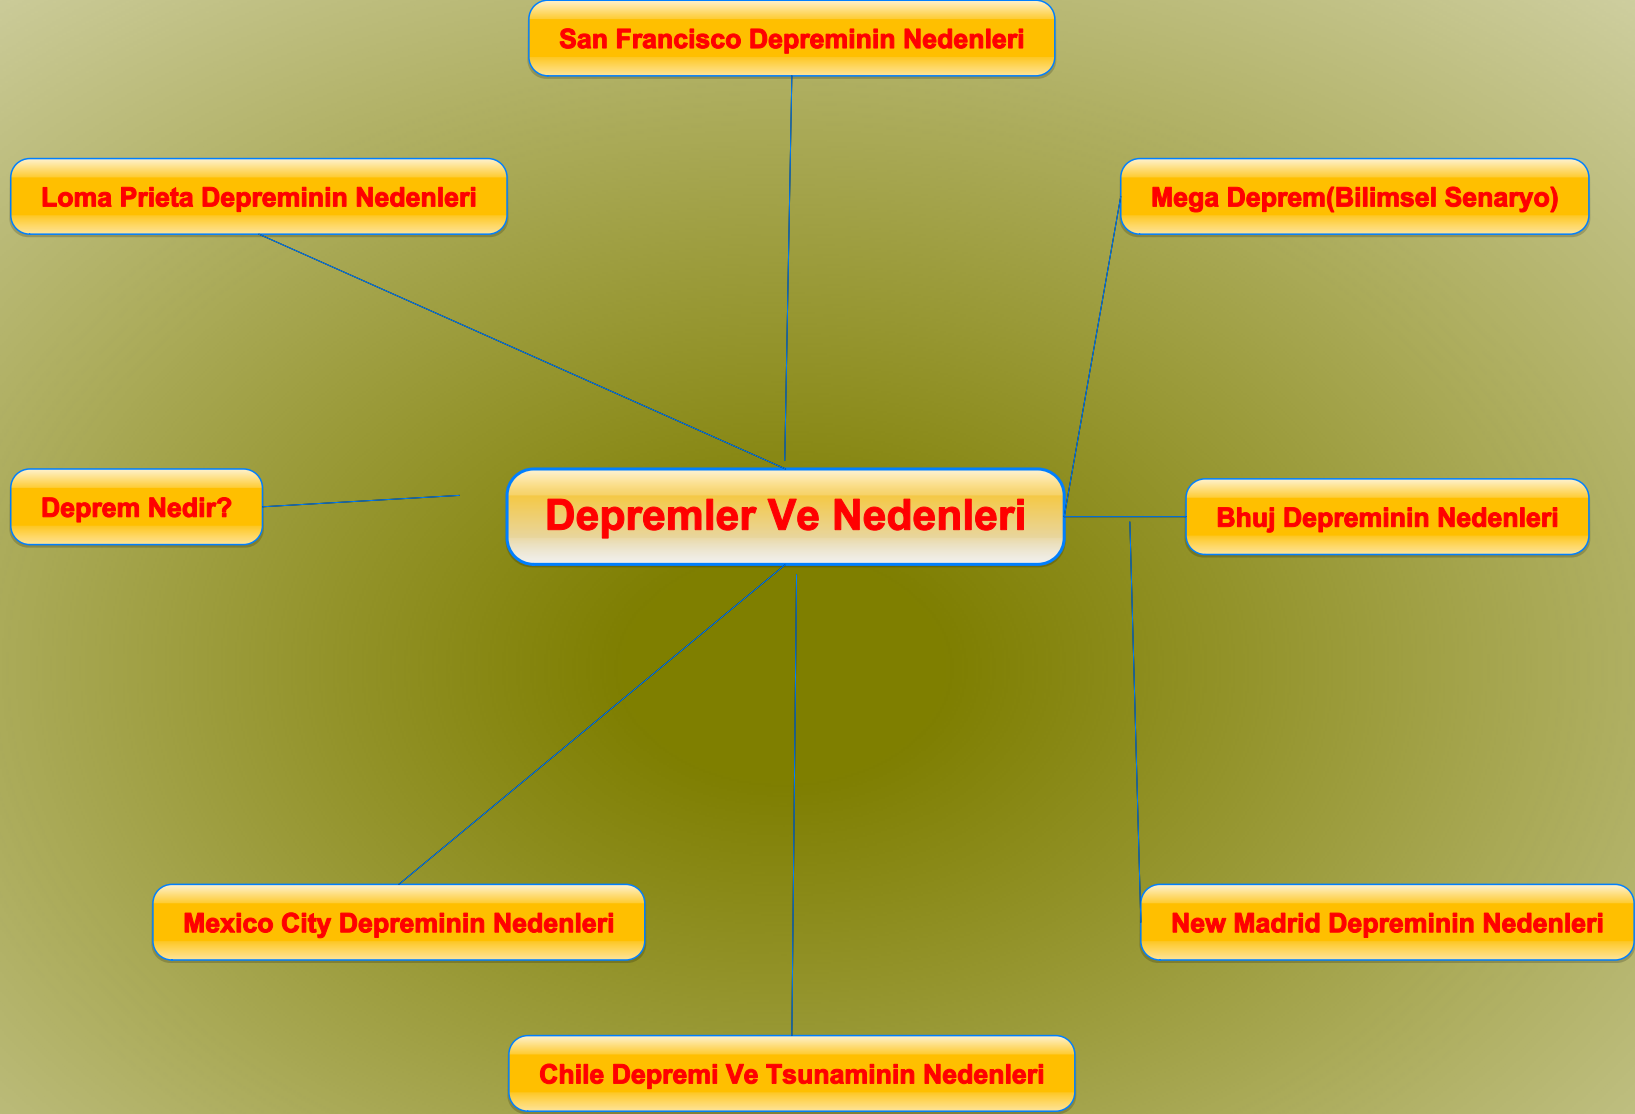 San Francisco Depreminin Nedenleri
Loma Prieta Depreminin Nedenleri
Mega Deprem(Bilimsel Senaryo)
Deprem Nedir?
Depremler Ve Nedenleri
Bhuj Depreminin Nedenleri
Mexico City Depreminin Nedenleri
New Madrid Depreminin Nedenleri
Chile Depremi Ve Tsunaminin Nedenleri